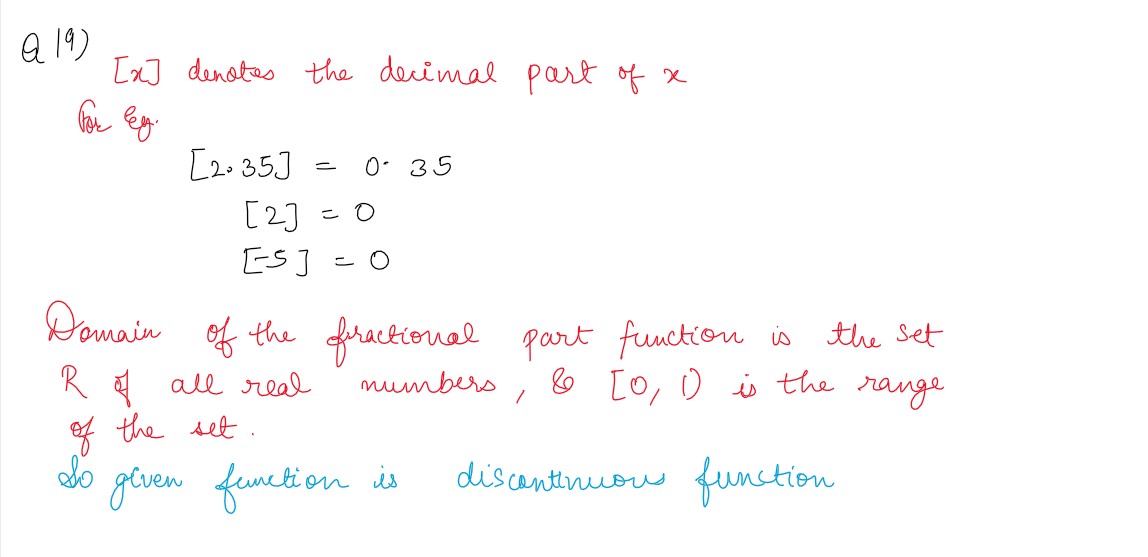 Q 19)
[x] denotes the decimal part of x
For Eg.
[2.35] = 0.35
[2] = 0
[-5] = 0
Domain of the fractional part function is the set
R of all real numbers, & [0, 1) is the range
of the set.
So given function is discontinuous function